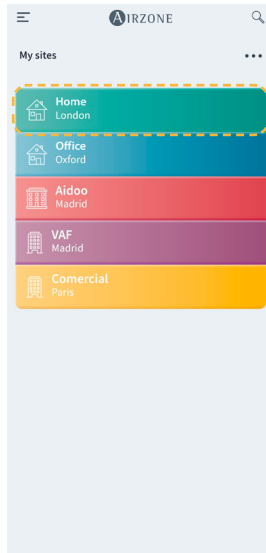 AIRZONE
My sites
Home
London
Office
Oxford
Aidoo
Madrid
VAF
Madrid
Comercial
Paris